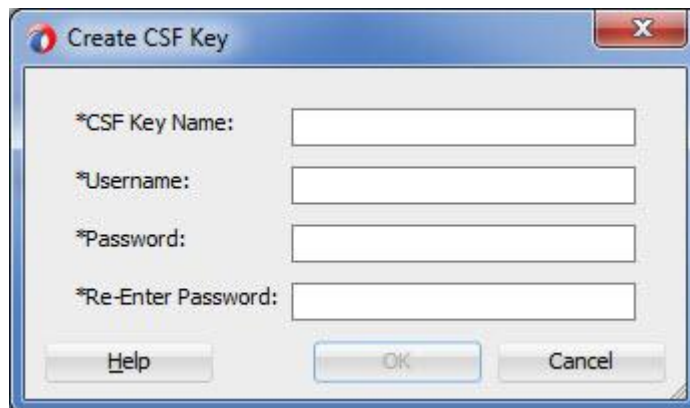 Create CSF Key
*CSF Key Name:
*Username:
*Password:
*Re-Enter Password:
Help OK Cancel